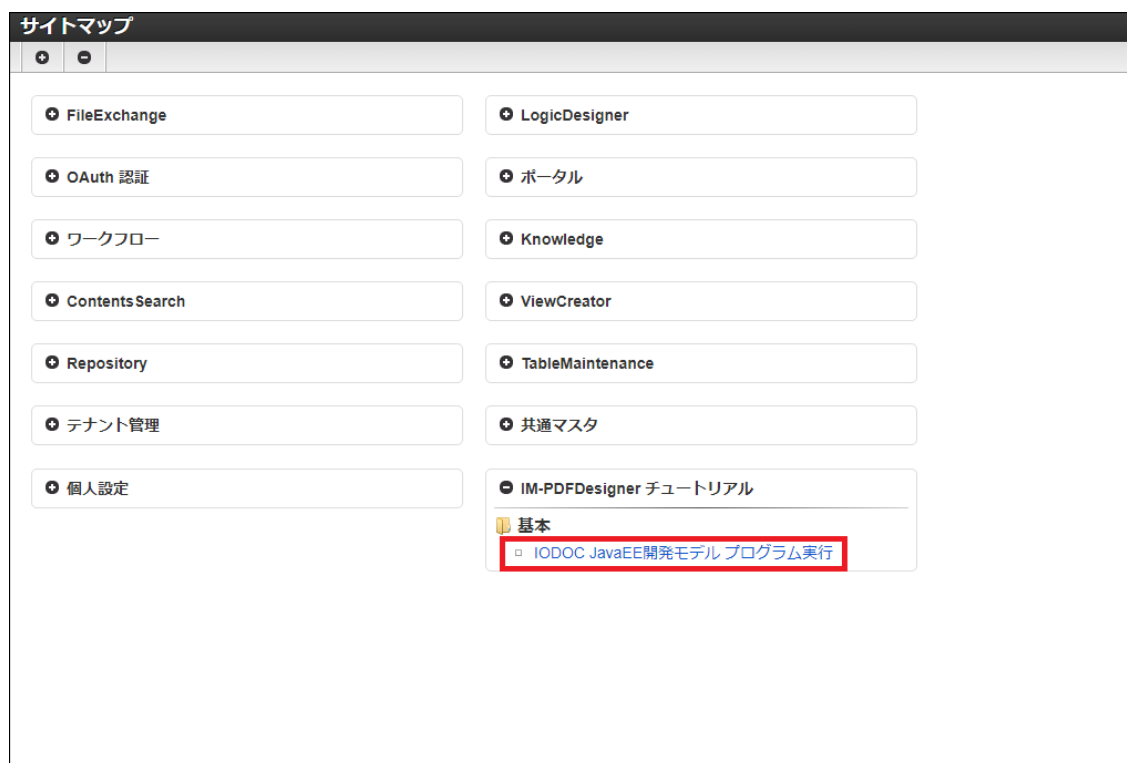 サイトマップ
FileExchange
LogicDesigner
OAuth 認証
ポータル
ワークフロー
Knowledge
ContentsSearch
ViewCreator
Repository
TableMaintenance
テナント管理
共通マスタ
個人設定
IM-PDFDesigner チュートリアル
基本
IODOC JavaEE開発モデル プログラム実行